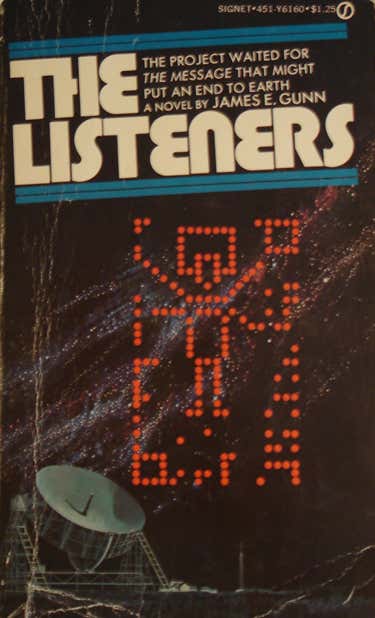 SIGNET·451-Y6160·$1.25
THE
THE PROJECT WAITED FOR
THE MESSAGE THAT MIGHT
PUT AN END TO EARTH
A NOVEL BY JAMES E. GUNN
LISTENERS